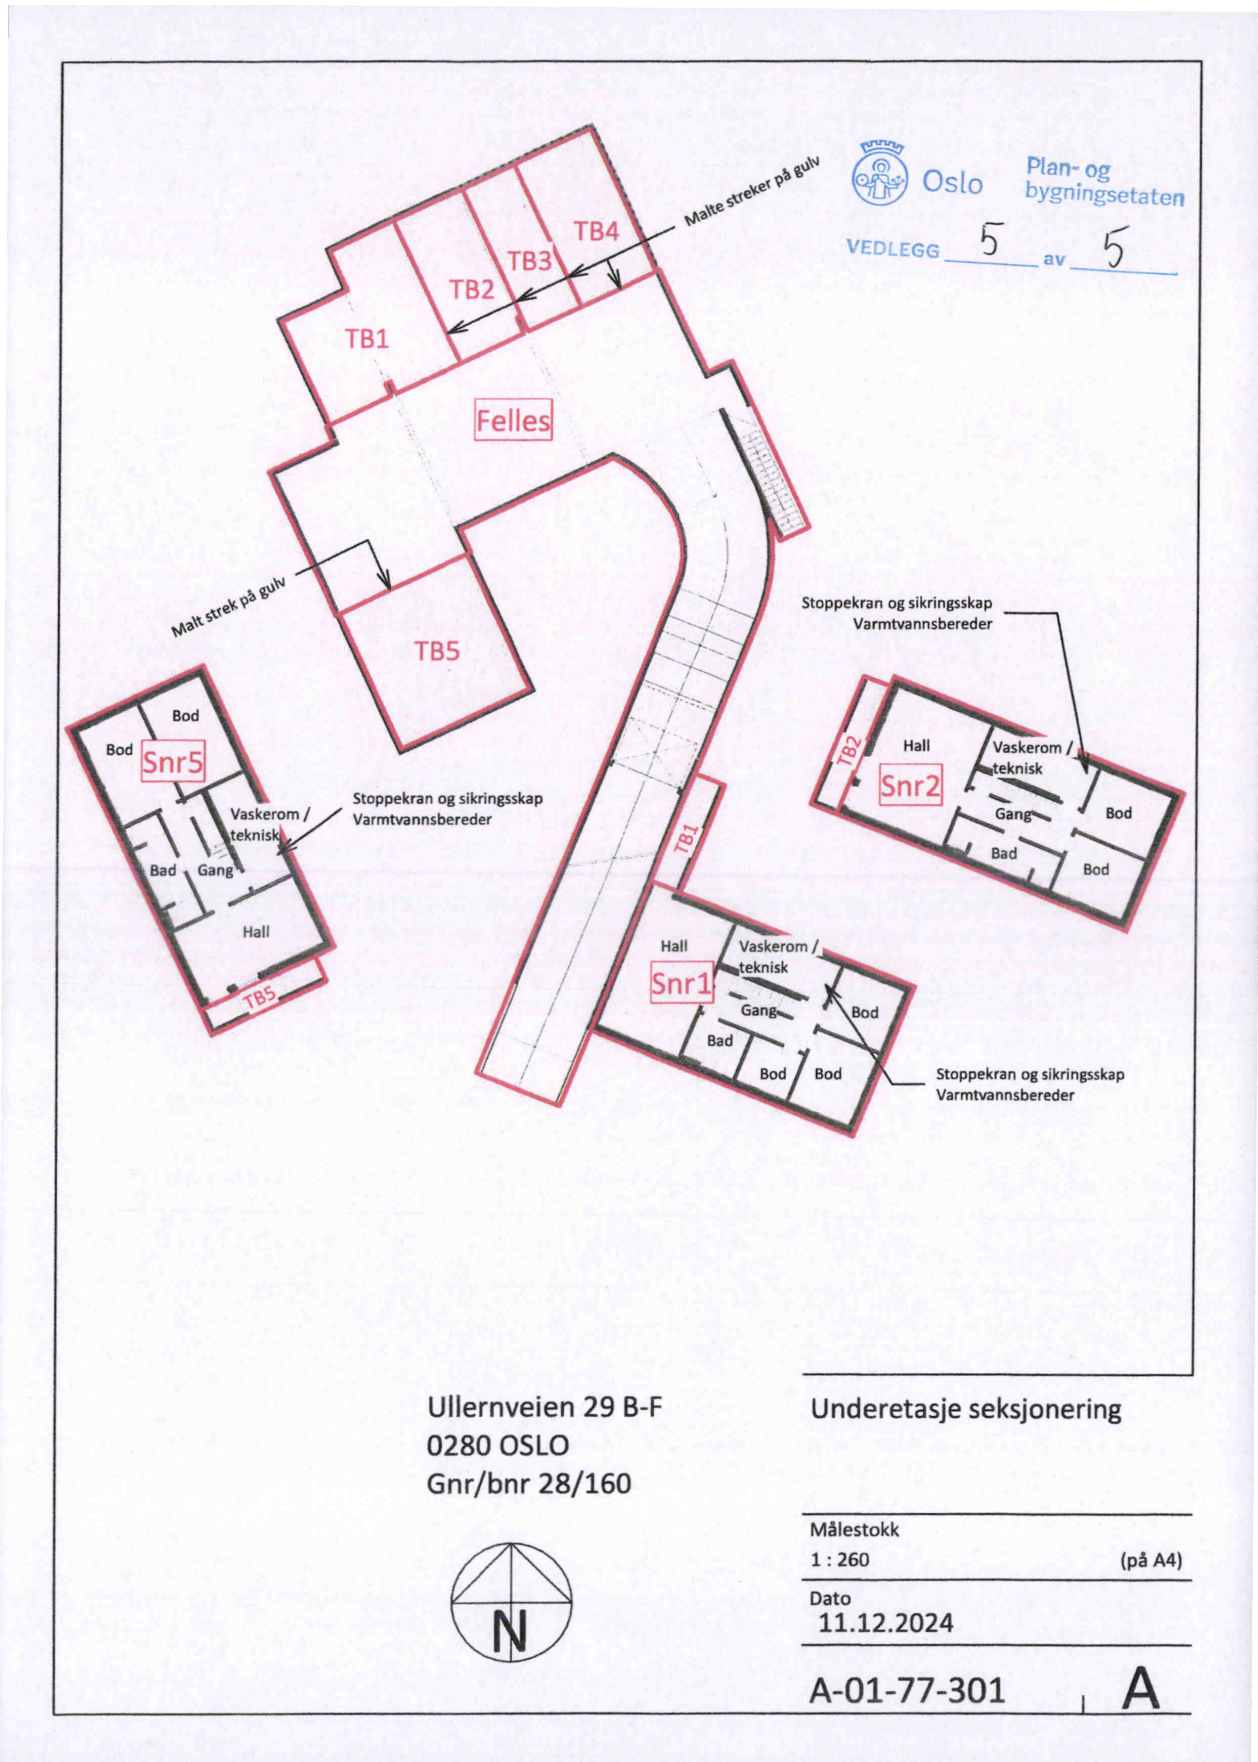 Oslo
Plan- og
bygningsetaten
VEDLEGG 5 av 5
Malte streker på gulv
TB4
TB3
TB2
TB1
Felles
Malt strek på gulv
TB5
Stoppekran og sikringsskap
Varmtvannsbereder
Bod
Bod
Snr5
Vaskerom /
teknisk
Bad
Gang
Hall
TB5
Stoppekran og sikringsskap
Varmtvannsbereder
TB2
Hall
Snr2
Vaskerom /
teknisk
Gang
Bad
Bod
Bod
TB1
Hall
Snr1
Vaskerom /
teknisk
Gang
Bad
Bod
Bod
Bod
Stoppekran og sikringsskap
Varmtvannsbereder
Ullernveien 29 B-F
0280 OSLO
Gnr/bnr 28/160
N
Underetasje seksjonering
Målestokk
1 : 260 (på A4)
Dato
11.12.2024
A-01-77-301 A